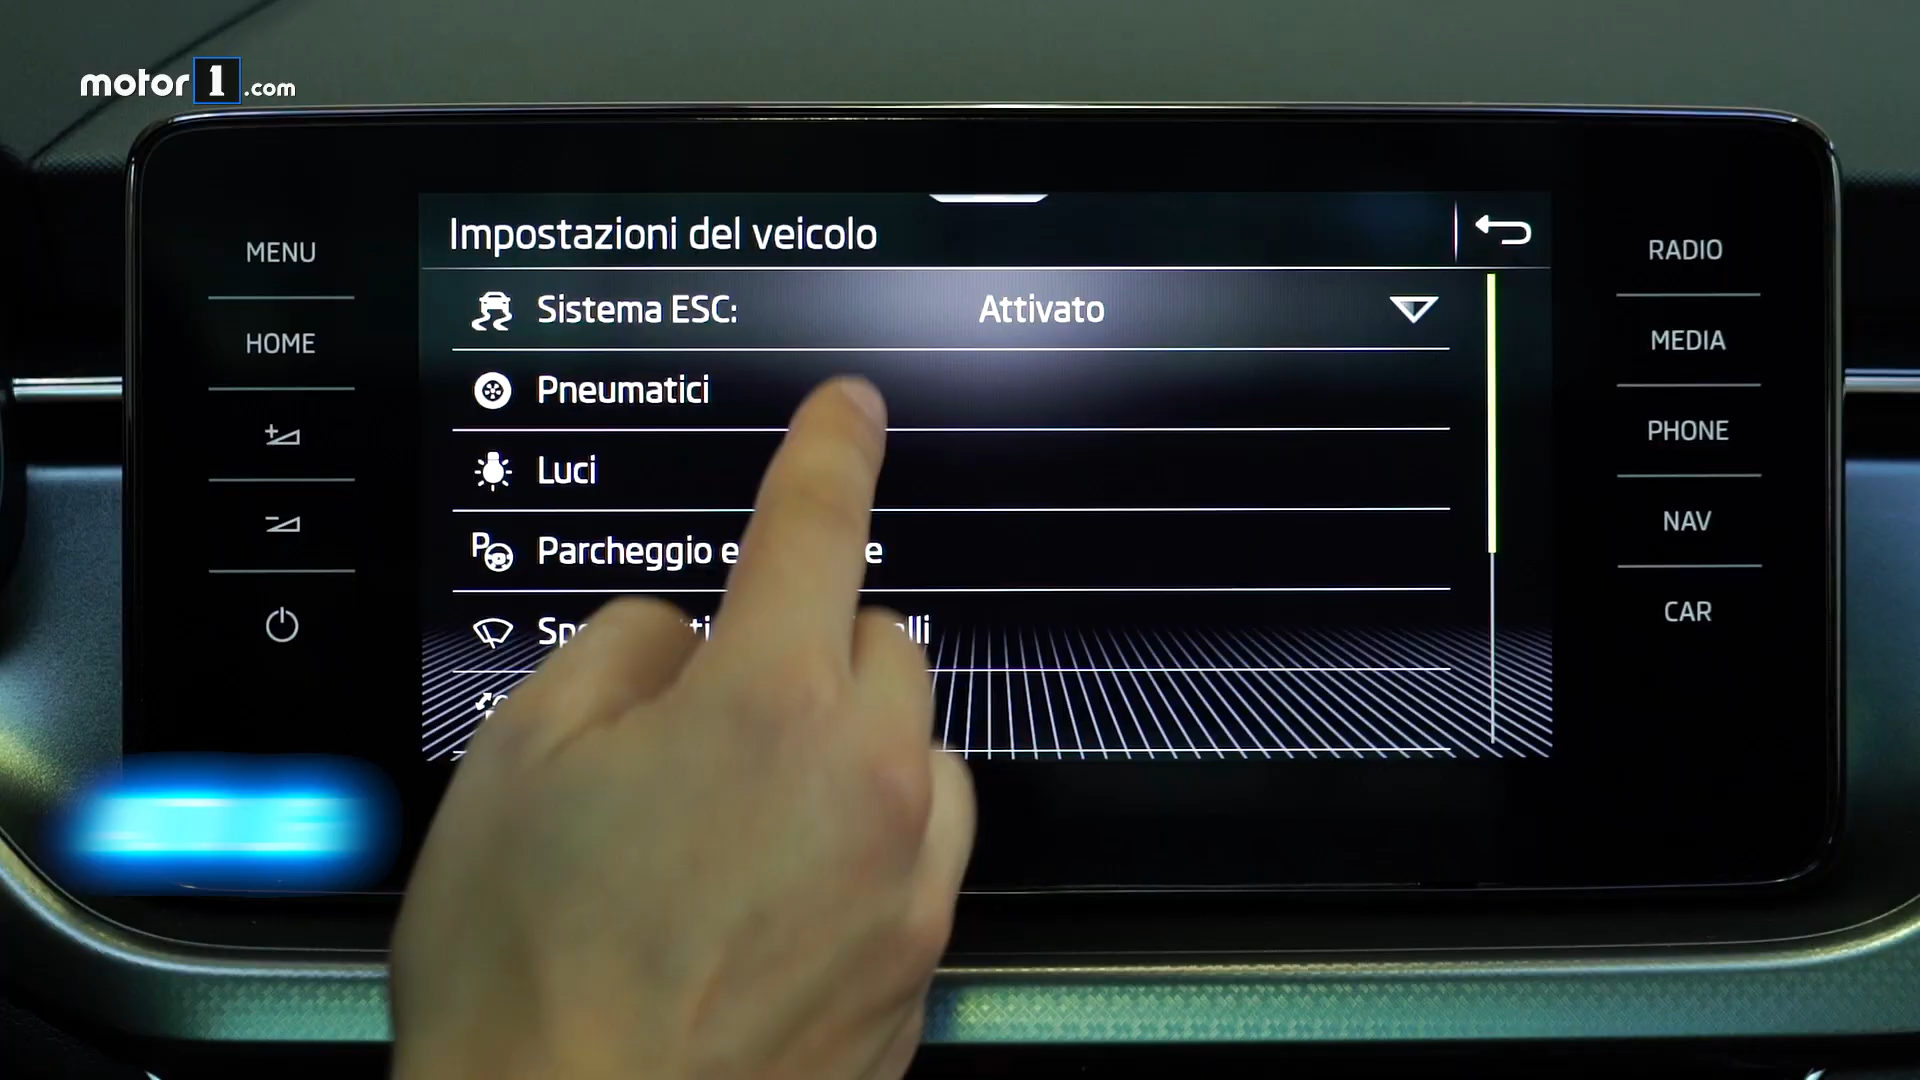 motor1.com
MENU
HOME
Impostazioni del veicolo
Sistema ESC: Attivato
Pneumatici
Luci
Parcheggio
RADIO
MEDIA
PHONE
NAV
CAR